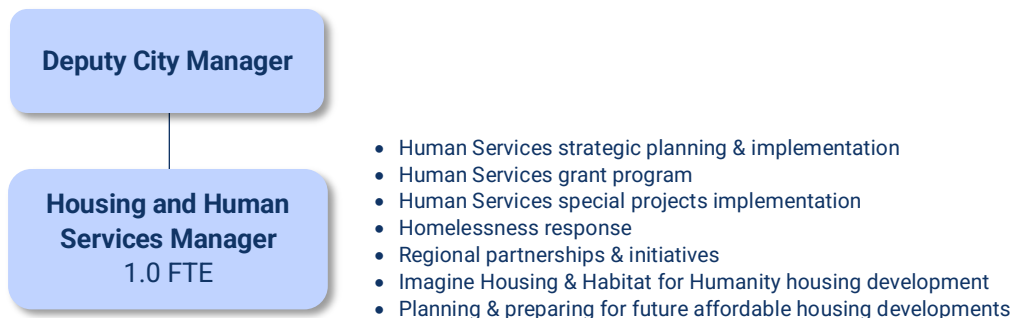 Deputy City Manager
Housing and Human
Services Manager
1.0 FTE
• Human Services strategic planning & implementation
• Human Services grant program
• Human Services special projects implementation
• Homelessness response
• Regional partnerships & initiatives
• Imagine Housing & Habitat for Humanity housing development
• Planning & preparing for future affordable housing developments